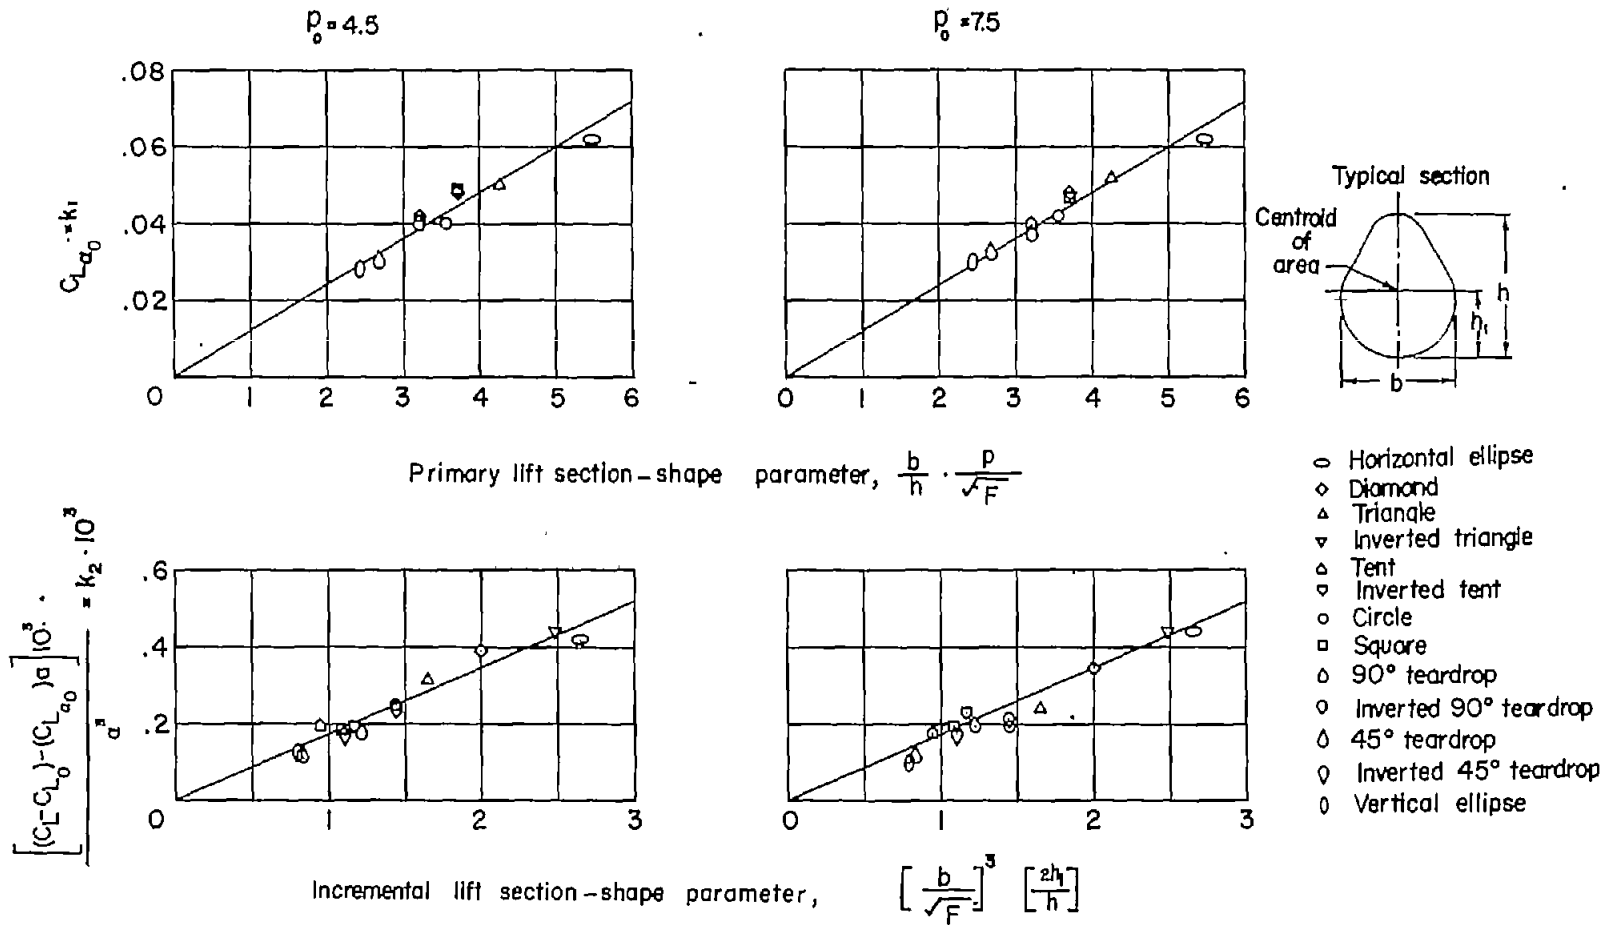 p₀ = 4.5
p₀ = 7.5
.08
.06
.04
.02
0 1 2 3 4 5 6
0 1 2 3 4 5 6
C_Lα₀ = k₁
Typical section
Centroid
of
area
h
h₁
b
Primary lift section-shape parameter, b/h · p/√F
.6
.4
.2
0 1 2 3
0 1 2 3
[(C_L-C_L₀)-(C_Lα₀)α]10³ / α³ = k₂ · 10³
Incremental lift section-shape parameter, [b/√F]³ [2h₁/h]
Horizontal ellipse
Diamond
Triangle
Inverted triangle
Tent
Inverted tent
Circle
Square
90° teardrop
Inverted 90° teardrop
45° teardrop
Inverted 45° teardrop
Vertical ellipse